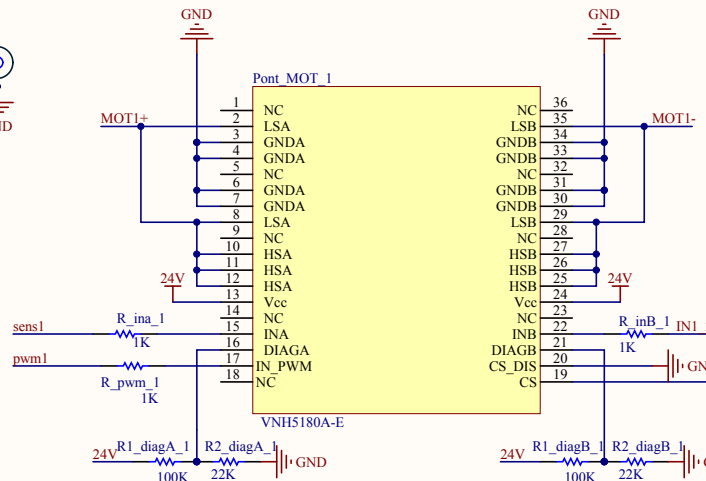 GND
GND
Pont_MOT_1
1 NC NC 36
MOT1+ 2 LSA LSB 35 MOT1-
3 GNDA GNDB 34
4 GNDA GNDB 33
5 NC NC 32
6 GNDA GNDB 31
7 GNDA GNDB 30
8 LSA LSB 29
9 NC NC 28
10 HSA HSB 27
11 HSA HSB 26
12 HSA HSB 25
24V 13 Vcc Vcc 24 24V
14 NC NC 23
sens1 R_ina_1 1K 15 INA INB 22 R_inB_1 1K IN1
16 DIAGA DIAGB 21
pwm1 R_pwm_1 1K 17 IN_PWM CS_DIS 20
18 NC CS 19
VNH5180A-E
24V R1_diagA_1 R2_diagA_1 GND
100K 22K
24V R1_diagB_1 R2_diagB_1
100K 22K